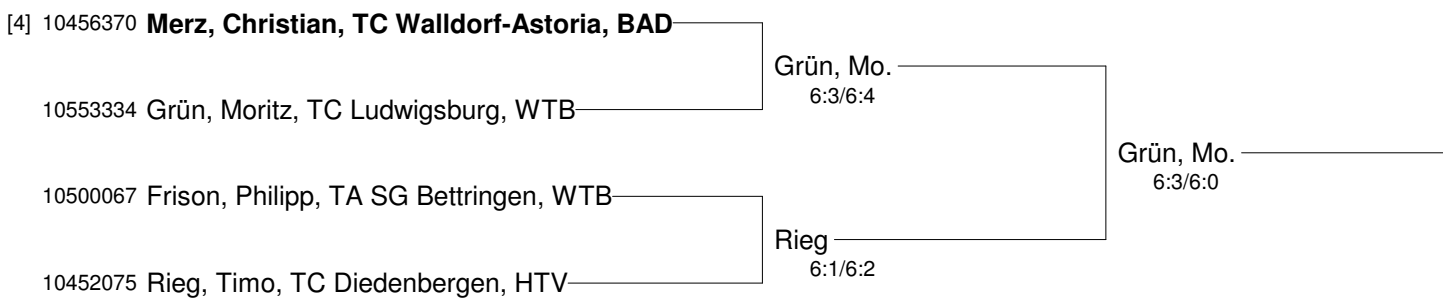 [4] 10456370 Merz, Christian, TC Walldorf-Astoria, BAD
Grün, Mo.
6:3/6:4
10553334 Grün, Moritz, TC Ludwigsburg, WTB
Grün, Mo.
6:3/6:0
10500067 Frison, Philipp, TA SG Bettringen, WTB
Rieg
6:1/6:2
10452075 Rieg, Timo, TC Diedenbergen, HTV